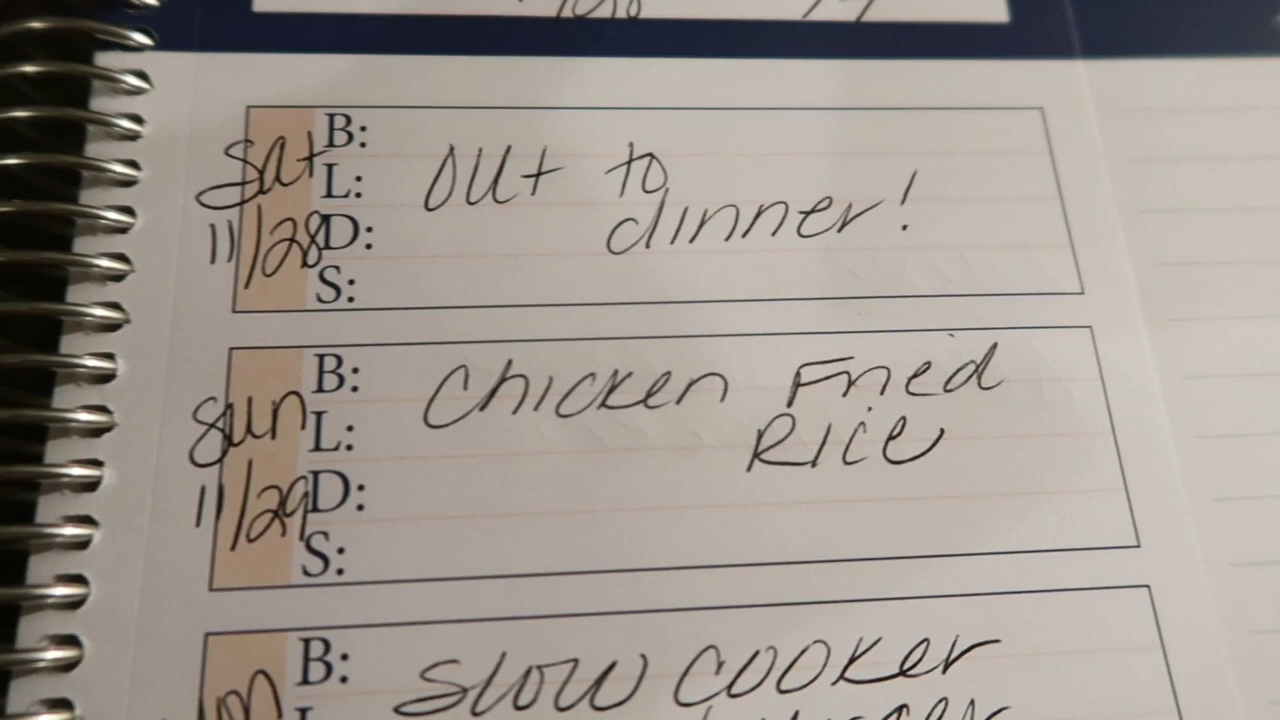 Sat
11/28
B:
L:
D:
S:
Out to
dinner!
Sun
11/29
B:
L:
D:
S:
Chicken Fried
Rice
B:
Slow Cooker